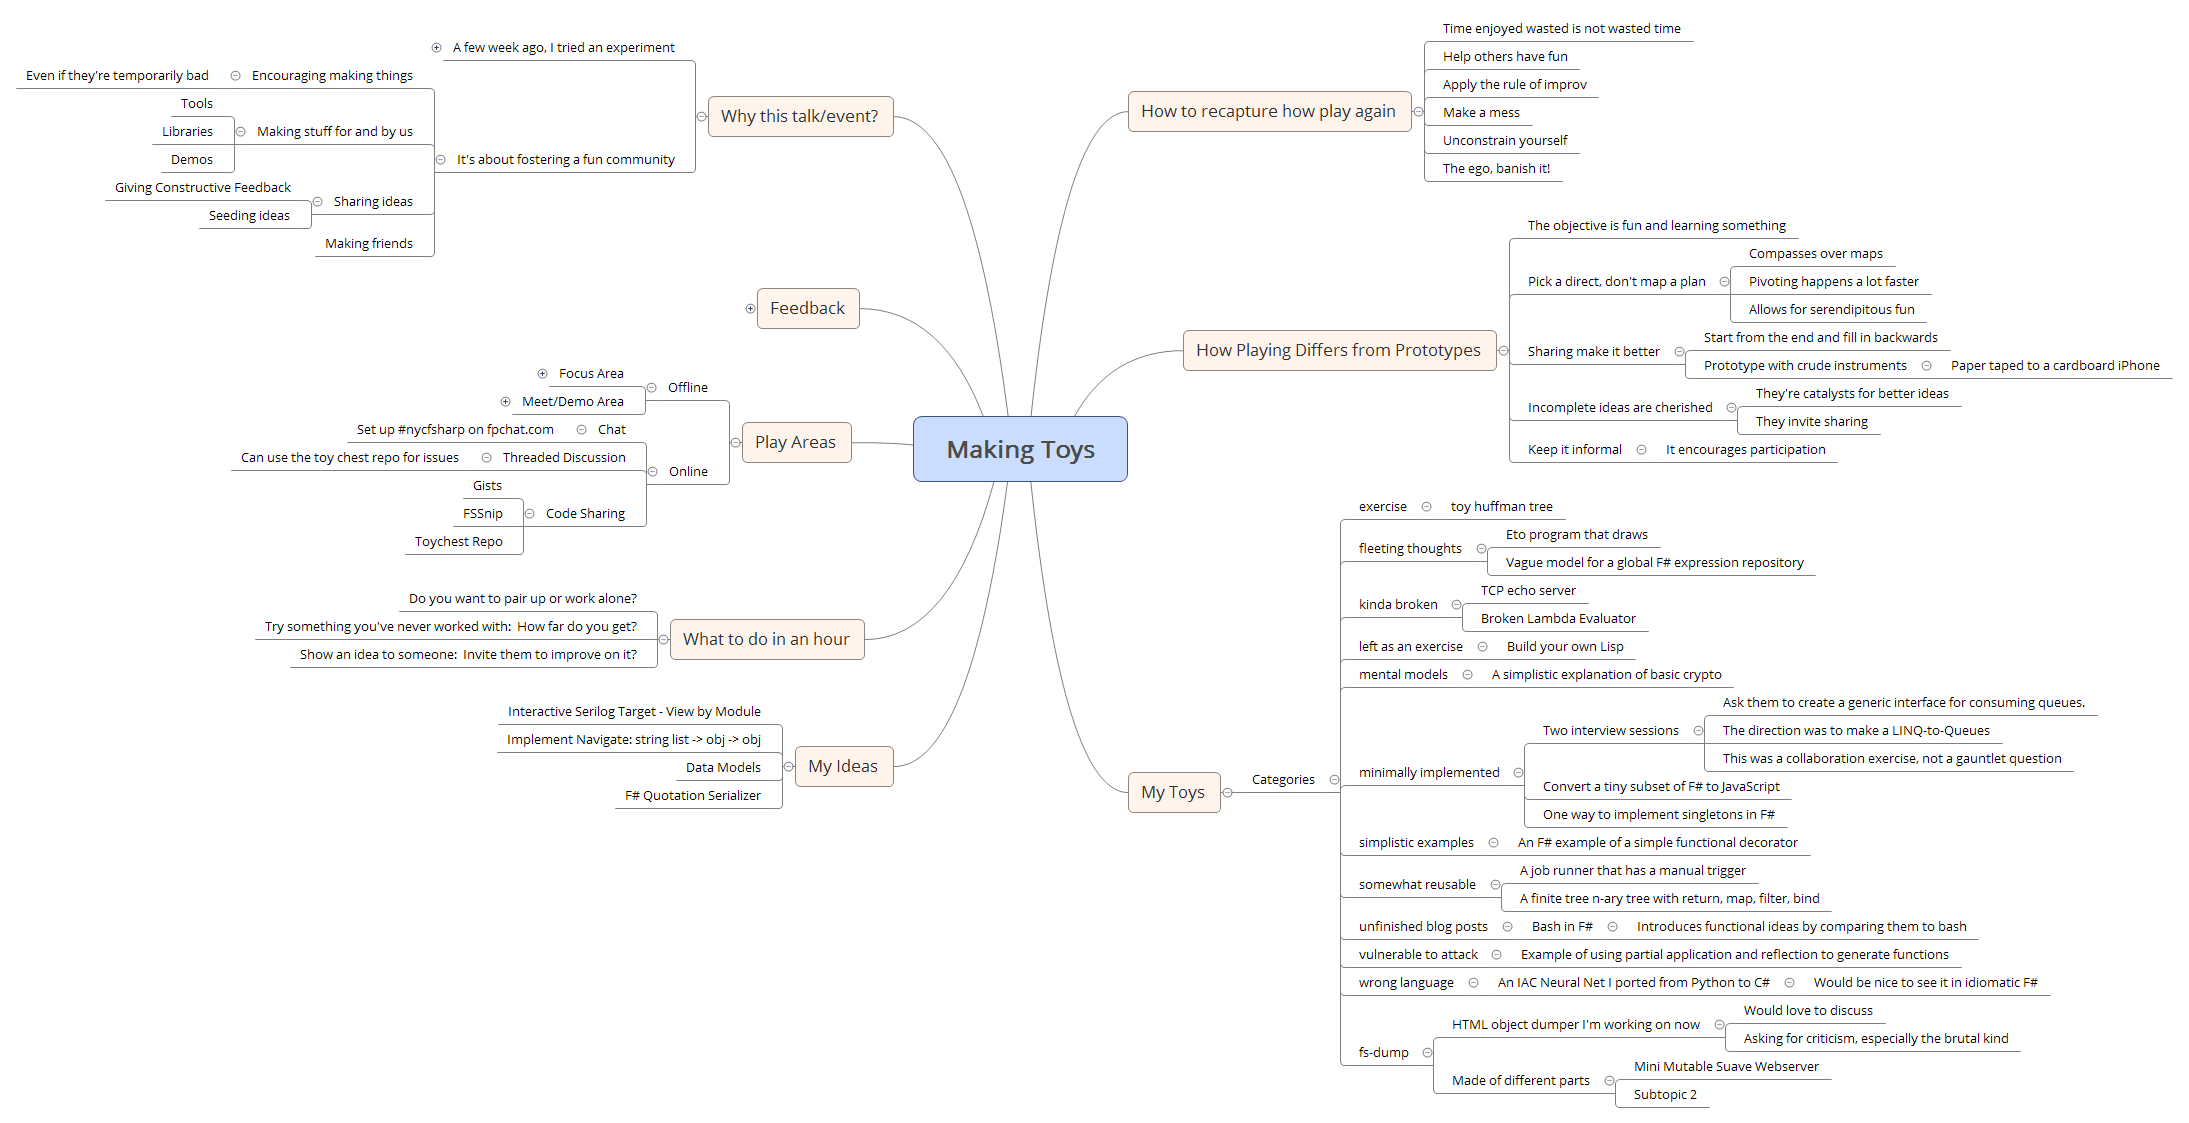 Making Toys
Why this talk/event?
A few week ago, I tried an experiment
It's about fostering a fun community
Encouraging making things
Even if they're temporarily bad
Making stuff for and by us
Tools
Libraries
Demos
Sharing ideas
Giving Constructive Feedback
Seeding ideas
Making friends
Feedback
Play Areas
Offline
Focus Area
Meet/Demo Area
Online
Chat
Set up #nycfsharp on fpchat.com
Threaded Discussion
Can use the toy chest repo for issues
Code Sharing
Gists
FSSnip
Toychest Repo
What to do in an hour
Do you want to pair up or work alone?
Try something you've never worked with:  How far do you get?
Show an idea to someone:  Invite them to improve on it?
My Ideas
Interactive Serilog Target - View by Module
Implement Navigate: string list -> obj -> obj
Data Models
F# Quotation Serializer
How to recapture how play again
Time enjoyed wasted is not wasted time
Help others have fun
Apply the rule of improv
Make a mess
Unconstrain yourself
The ego, banish it!
How Playing Differs from Prototypes
The objective is fun and learning something
Pick a direct, don't map a plan
Compasses over maps
Pivoting happens a lot faster
Allows for serendipitous fun
Sharing make it better
Start from the end and fill in backwards
Prototype with crude instruments
Paper taped to a cardboard iPhone
Incomplete ideas are cherished
They're catalysts for better ideas
They invite sharing
Keep it informal
It encourages participation
My Toys
Categories
exercise
toy huffman tree
fleeting thoughts
Eto program that draws
Vague model for a global F# expression repository
kinda broken
TCP echo server
Broken Lambda Evaluator
left as an exercise
Build your own Lisp
mental models
A simplistic explanation of basic crypto
minimally implemented
Two interview sessions
Ask them to create a generic interface for consuming queues.
The direction was to make a LINQ-to-Queues
This was a collaboration exercise, not a gauntlet question
Convert a tiny subset of F# to JavaScript
One way to implement singletons in F#
simplistic examples
An F# example of a simple functional decorator
somewhat reusable
A job runner that has a manual trigger
A finite tree n-ary tree with return, map, filter, bind
unfinished blog posts
Bash in F#
Introduces functional ideas by comparing them to bash
vulnerable to attack
Example of using partial application and reflection to generate functions
wrong language
An IAC Neural Net I ported from Python to C#
Would be nice to see it in idiomatic F#
fs-dump
HTML object dumper I'm working on now
Would love to discuss
Asking for criticism, especially the brutal kind
Made of different parts
Mini Mutable Suave Webserver
Subtopic 2